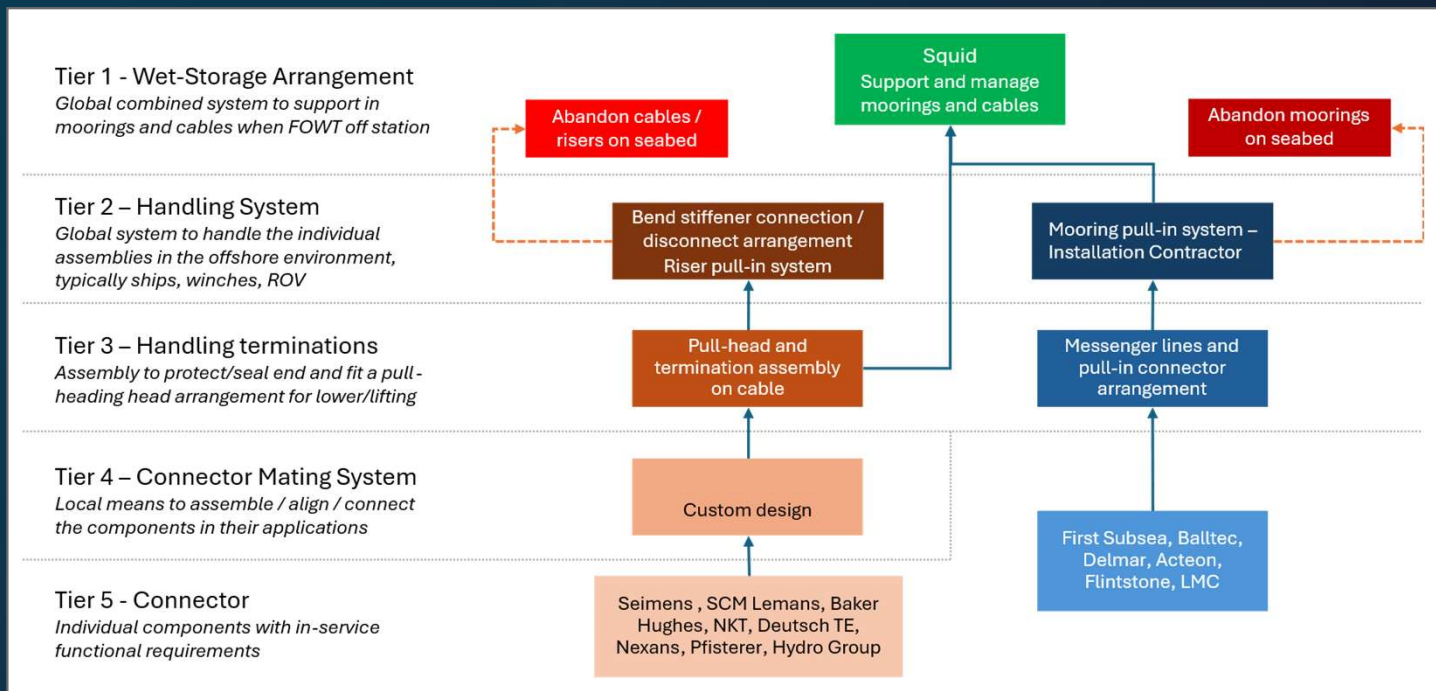 Tier 1 - Wet-Storage Arrangement
Global combined system to support in
moorings and cables when FOWT off station
Abandon cables /
risers on seabed
Squid
Support and manage
moorings and cables
Abandon moorings
on seabed
Tier 2 – Handling System
Global system to handle the individual
assemblies in the offshore environment,
typically ships, winches, ROV
Bend stiffener connection /
disconnect arrangement
Riser pull-in system
Mooring pull-in system –
Installation Contractor
Tier 3 – Handling terminations
Assembly to protect/seal end and fit a pull-
heading head arrangement for lower/lifting
Pull-head and
termination assembly
on cable
Messenger lines and
pull-in connector
arrangement
Tier 4 – Connector Mating System
Local means to assemble / align / connect
the components in their applications
Custom design
First Subsea, Balltec,
Delmar, Acteon,
Flintstone, LMC
Tier 5 - Connector
Individual components with in-service
functional requirements
Seimens , SCM Lemans, Baker
Hughes, NKT, Deutsch TE,
Nexans, Pfisterer, Hydro Group